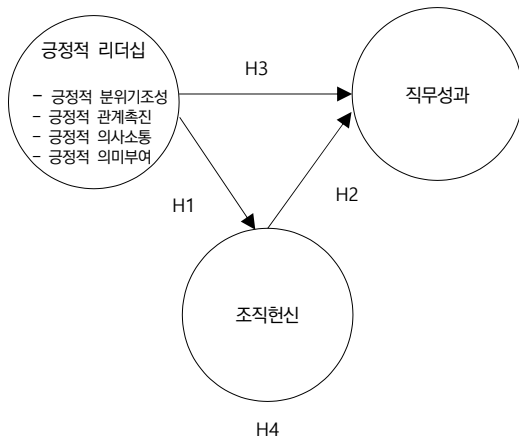 긍정적 리더십
- 긍정적 분위기조성
- 긍정적 관계촉진
- 긍정적 의사소통
- 긍정적 의미부여
H3
직무성과
H1
H2
조직헌신
H4